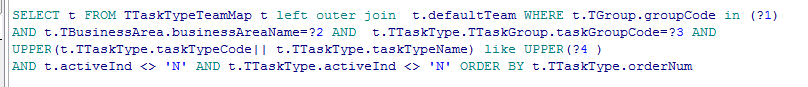 SELECT t FROM TTaskTypeTeamMap t left outer join  t.defaultTeam WHERE t.TGroup.groupCode in (?1)
AND t.TBusinessArea.businessAreaName=?2 AND  t.TTaskType.TTaskGroup.taskGroupCode=?3 AND
UPPER(t.TTaskType.taskTypeCode|| t.TTaskType.taskTypeName) like UPPER(?4 )
AND t.activeInd <> 'N' AND t.TTaskType.activeInd <> 'N' ORDER BY t.TTaskType.orderNum